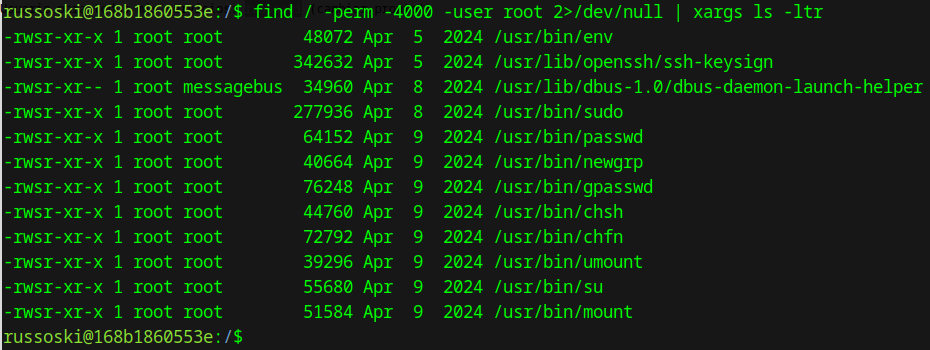 russoski@168b1860553e:/$ find / -perm -4000 -user root 2>/dev/null | xargs ls -ltr
-rwsr-xr-x 1 root root        48072 Apr  5  2024 /usr/bin/env
-rwsr-xr-x 1 root root       342632 Apr  5  2024 /usr/lib/openssh/ssh-keysign
-rwsr-xr-- 1 root messagebus  34960 Apr  8  2024 /usr/lib/dbus-1.0/dbus-daemon-launch-helper
-rwsr-xr-x 1 root root       277936 Apr  8  2024 /usr/bin/sudo
-rwsr-xr-x 1 root root        64152 Apr  9  2024 /usr/bin/passwd
-rwsr-xr-x 1 root root        40664 Apr  9  2024 /usr/bin/newgrp
-rwsr-xr-x 1 root root        76248 Apr  9  2024 /usr/bin/gpasswd
-rwsr-xr-x 1 root root        44760 Apr  9  2024 /usr/bin/chsh
-rwsr-xr-x 1 root root        72792 Apr  9  2024 /usr/bin/chfn
-rwsr-xr-x 1 root root        39296 Apr  9  2024 /usr/bin/umount
-rwsr-xr-x 1 root root        55680 Apr  9  2024 /usr/bin/su
-rwsr-xr-x 1 root root        51584 Apr  9  2024 /usr/bin/mount
russoski@168b1860553e:/$